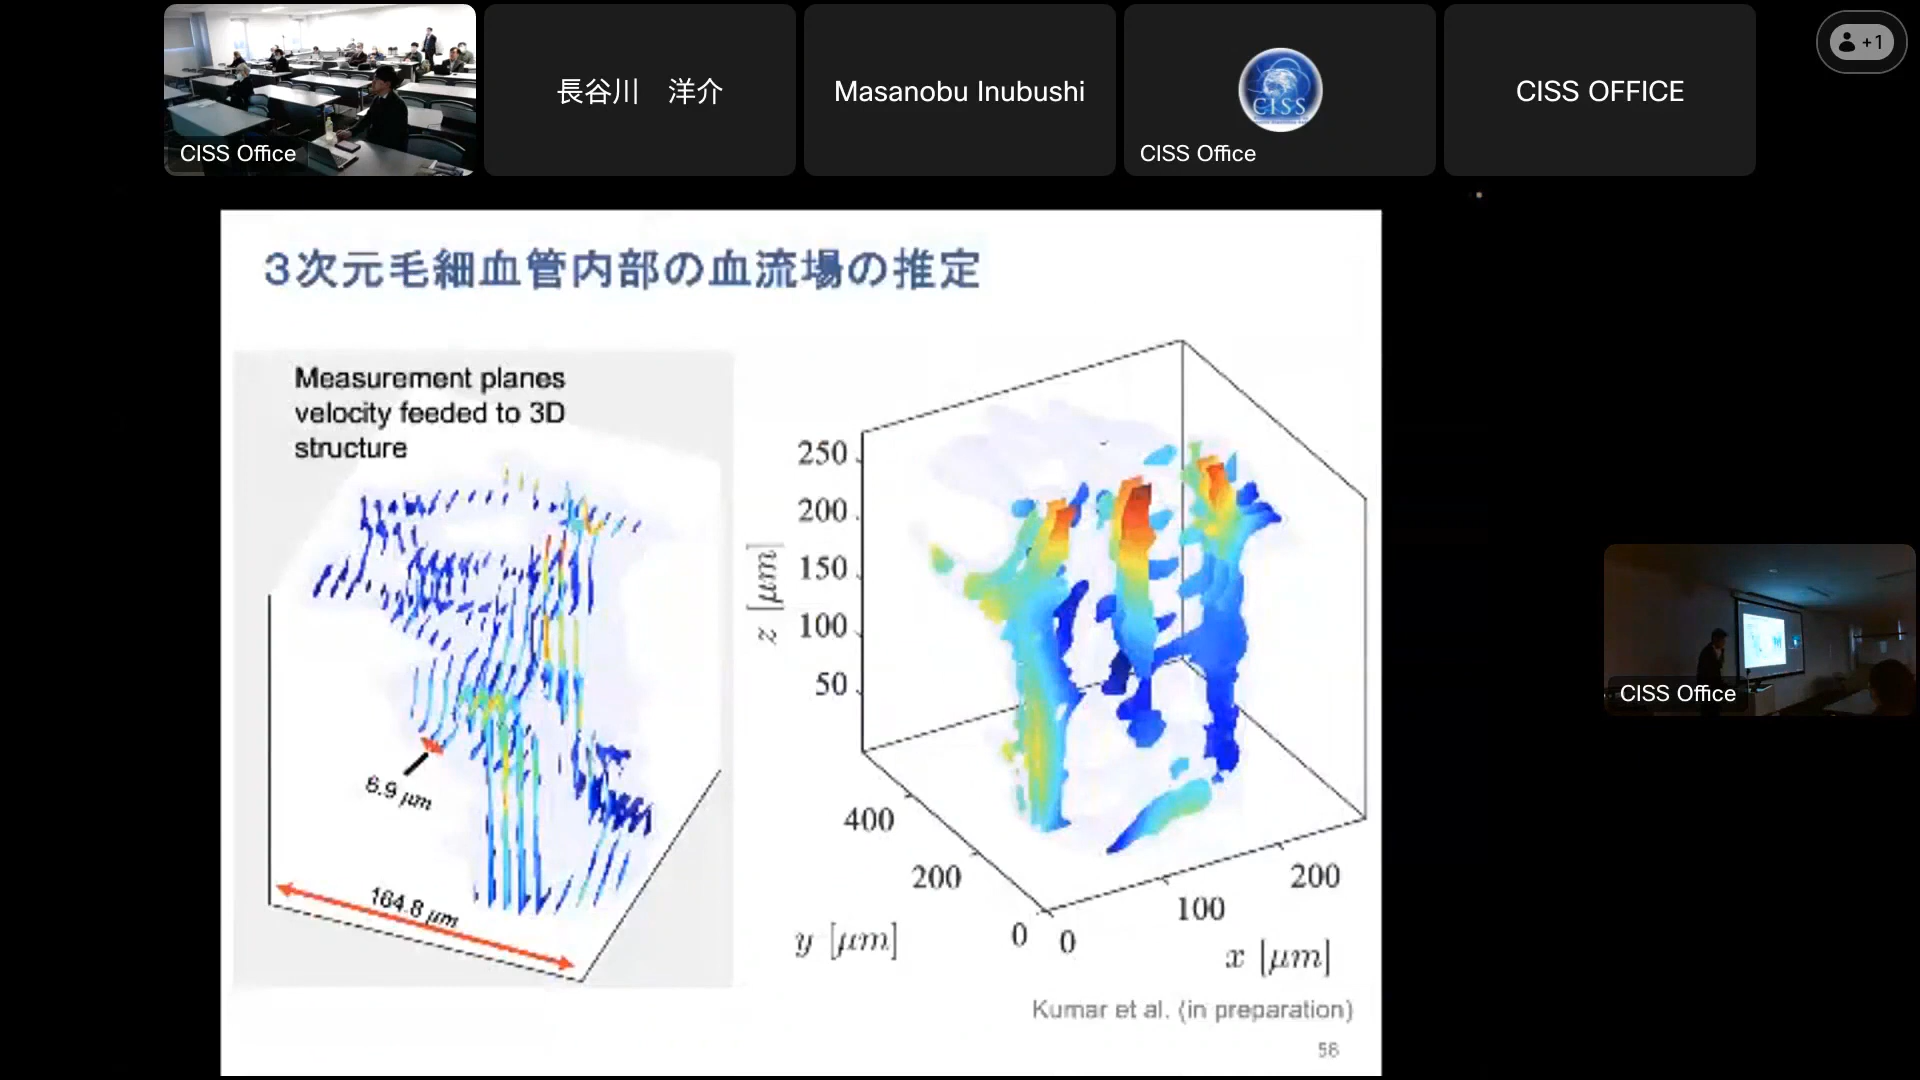 長谷川　洋介
Masanobu Inubushi
CISS
CISS OFFICE
+1
CISS Office
CISS Office
3次元毛細血管内部の血流場の推定
Measurement planes
velocity feeded to 3D
structure
6.9 μm
164.8 μm
250
200
150
100
50
z [μm]
400
200
0
y [μm]
0
100
200
x [μm]
Kumar et al. (in preparation)
58
CISS Office